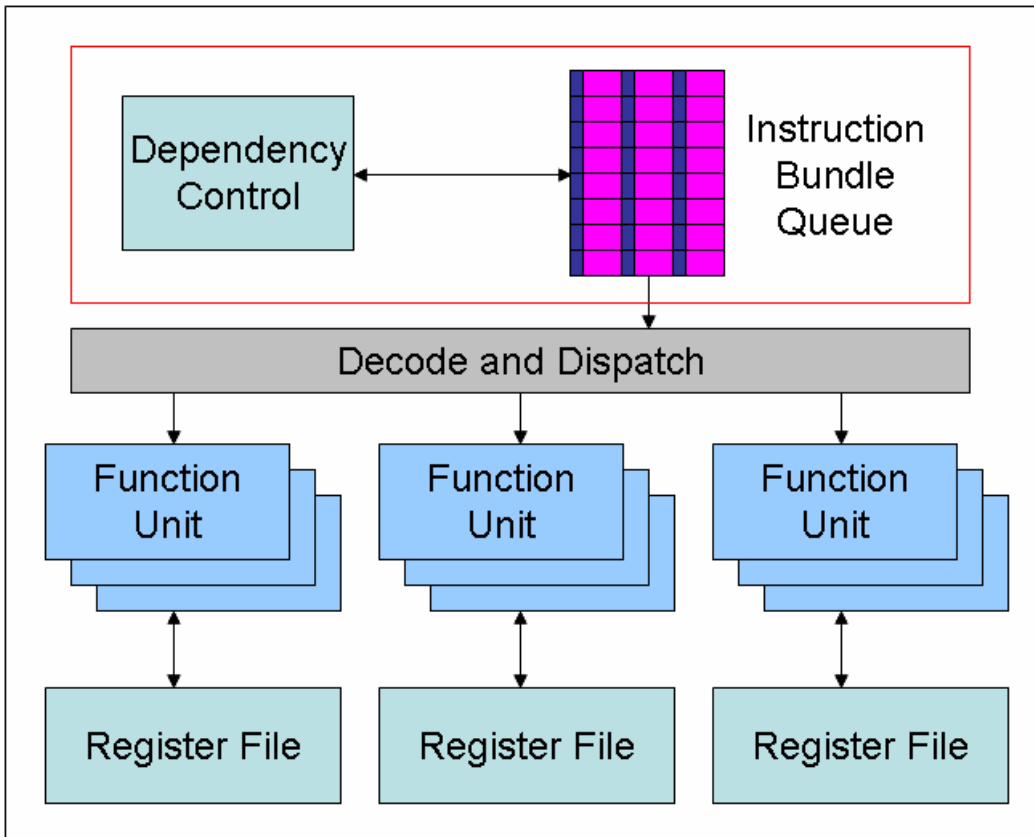 Dependency
Control
Instruction
Bundle
Queue
Decode and Dispatch
Function
Unit
Function
Unit
Function
Unit
Register File
Register File
Register File